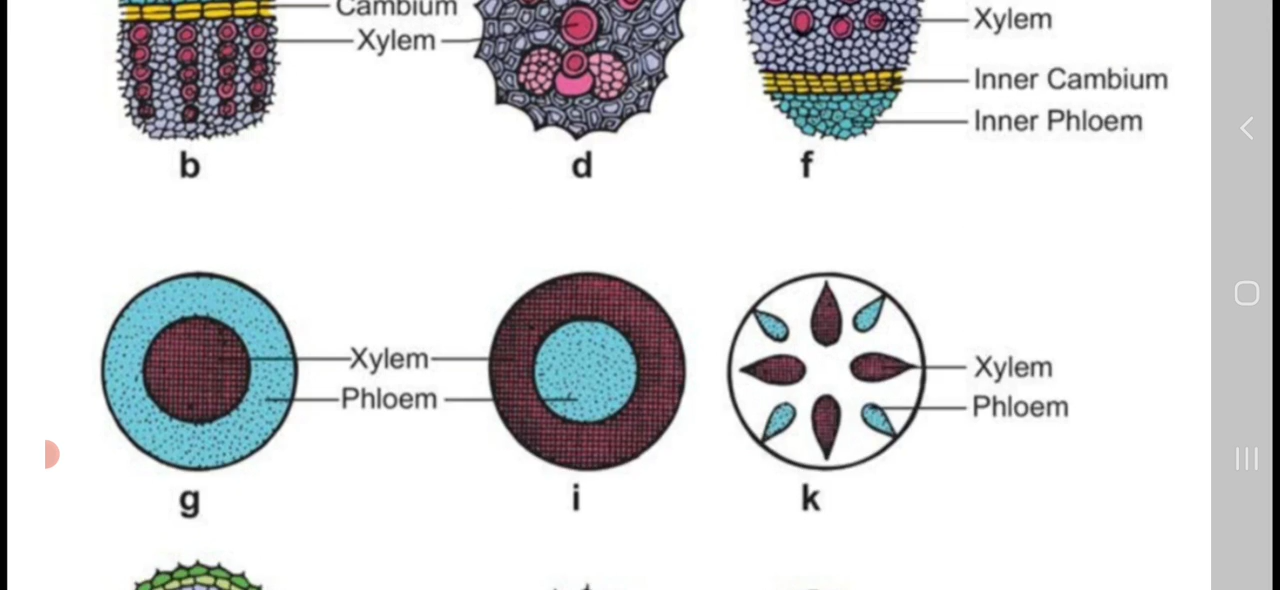 Cambium
Xylem
Xylem
Inner Cambium
Inner Phloem
b
d
f
Xylem
Phloem
Xylem
Phloem
g
i
k